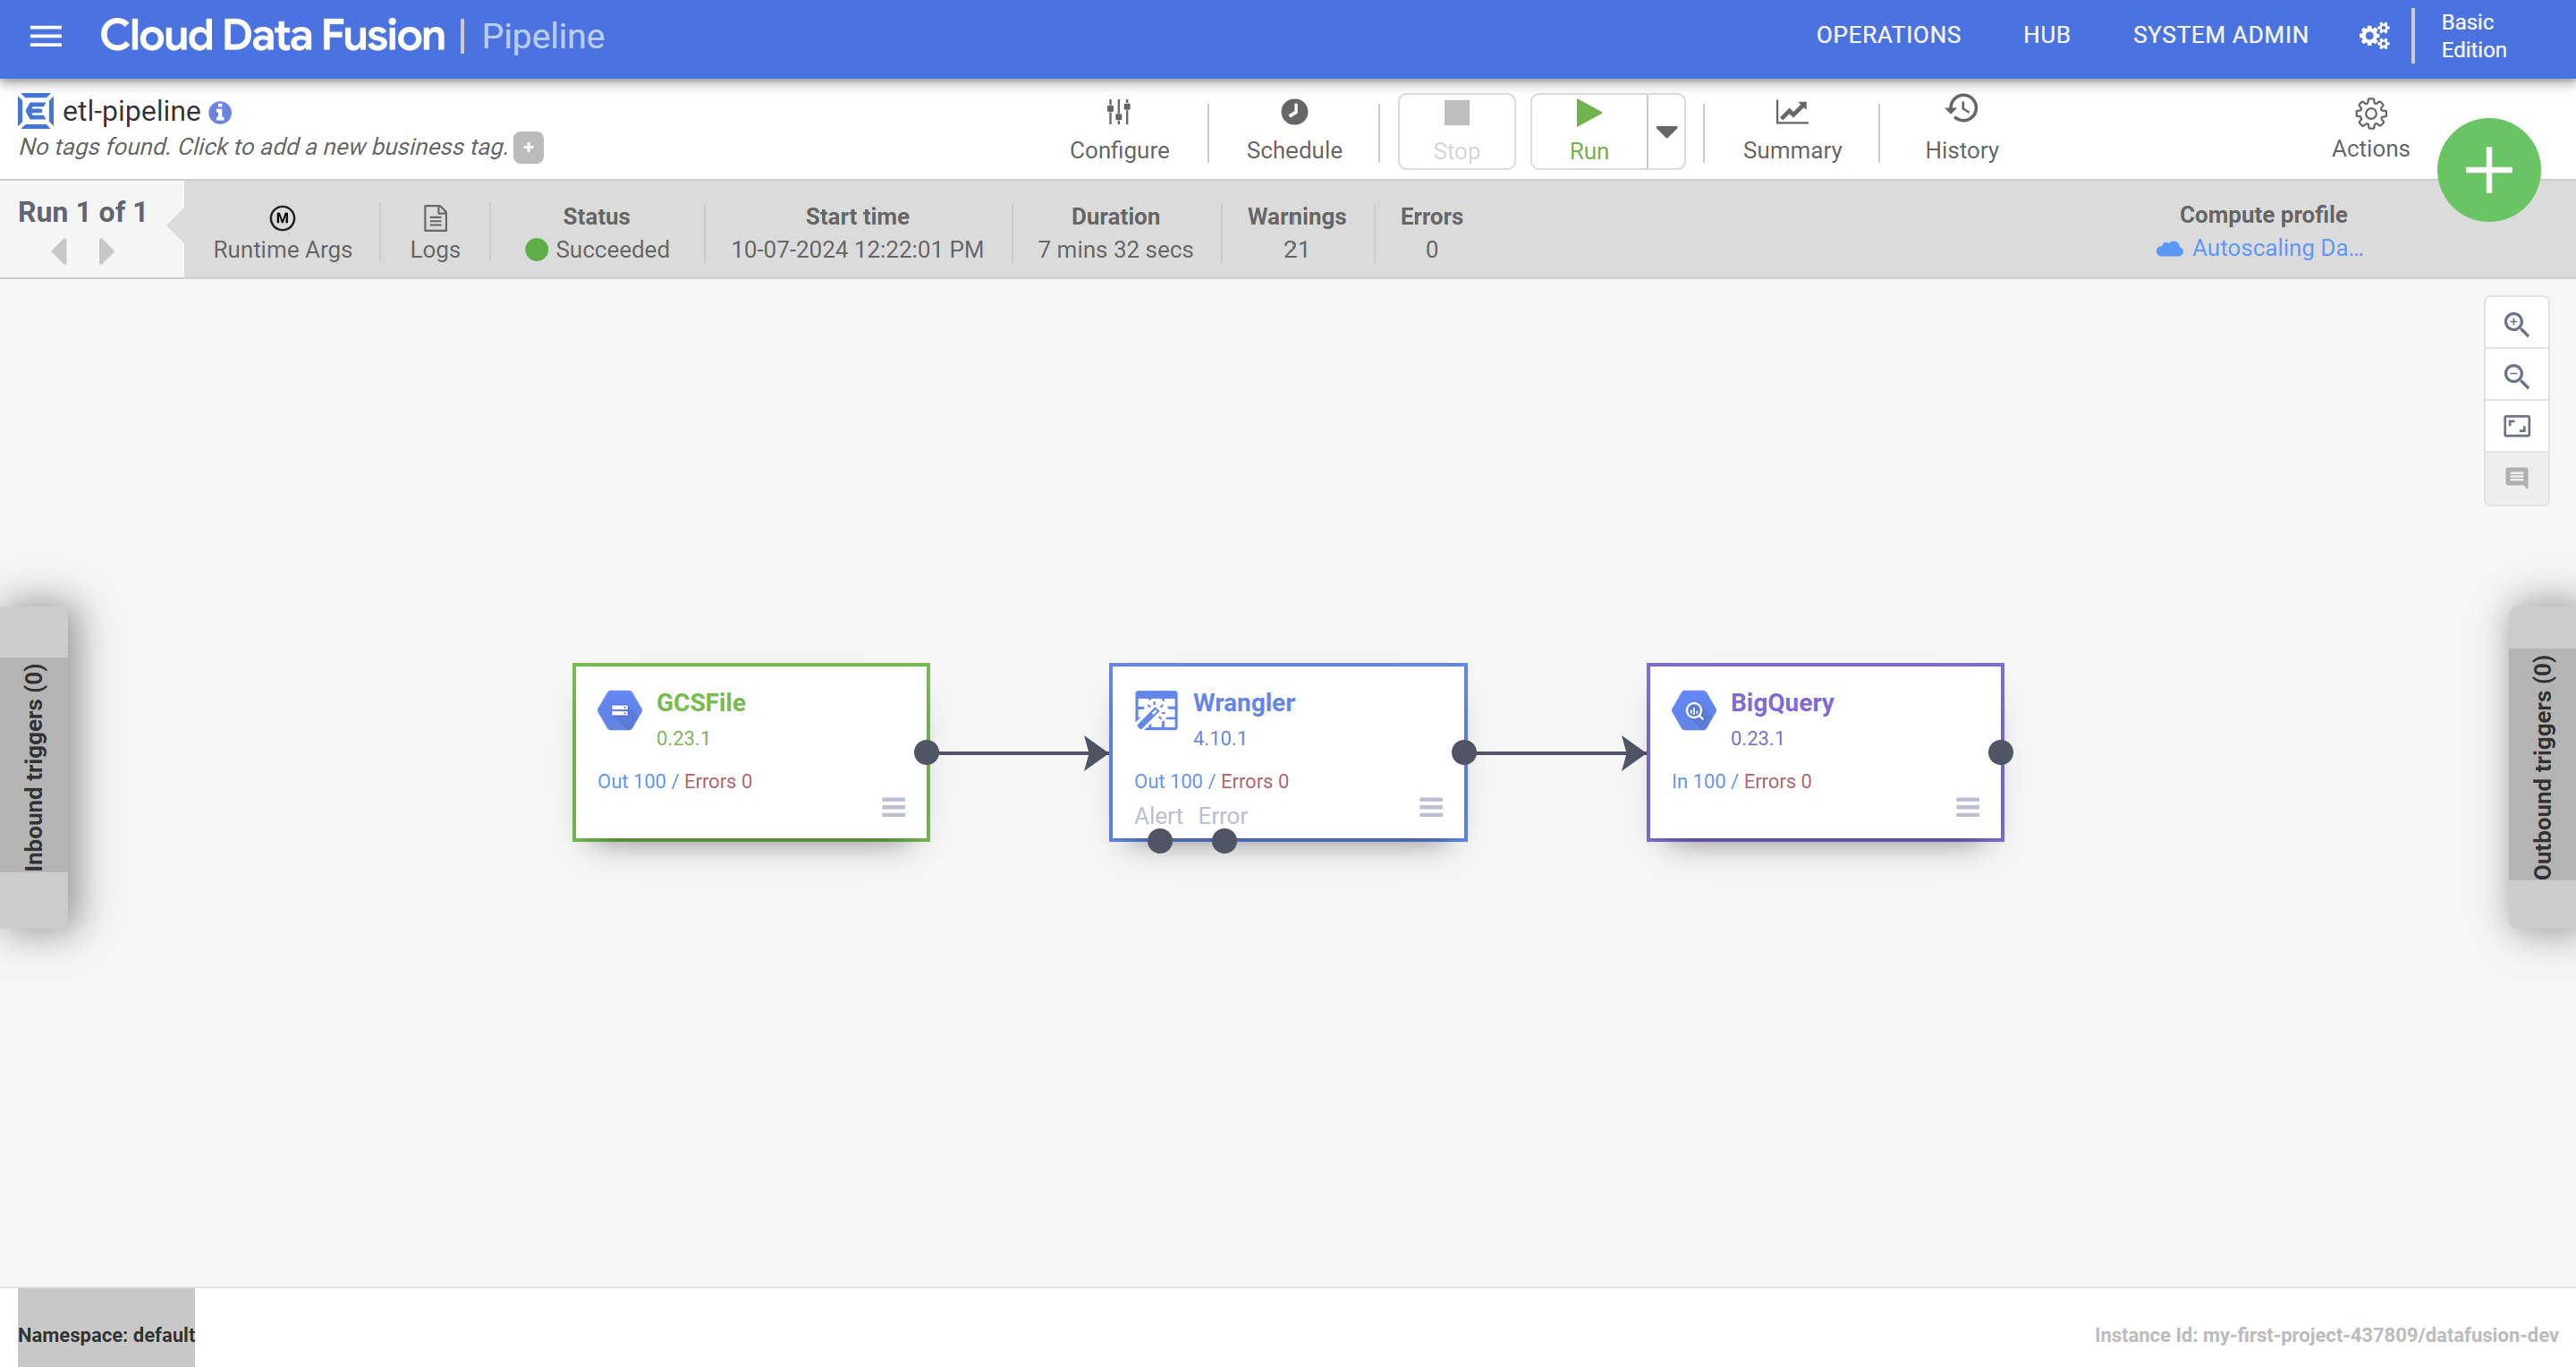 Cloud Data Fusion | Pipeline
OPERATIONS
HUB
SYSTEM ADMIN
Basic
Edition
etl-pipeline
No tags found. Click to add a new business tag. +
Configure
Schedule
Stop
Run
Summary
History
Actions
Run 1 of 1
M
Runtime Args
Logs
Status
Succeeded
Start time
10-07-2024 12:22:01 PM
Duration
7 mins 32 secs
Warnings
21
Errors
0
Compute profile
Autoscaling Da...
Inbound triggers (0)
GCSFile
0.23.1
Out 100 / Errors 0
Wrangler
4.10.1
Out 100 / Errors 0
Alert Error
BigQuery
0.23.1
In 100 / Errors 0
Outbound triggers (0)
Namespace: default
Instance Id: my-first-project-437809/datafusion-dev